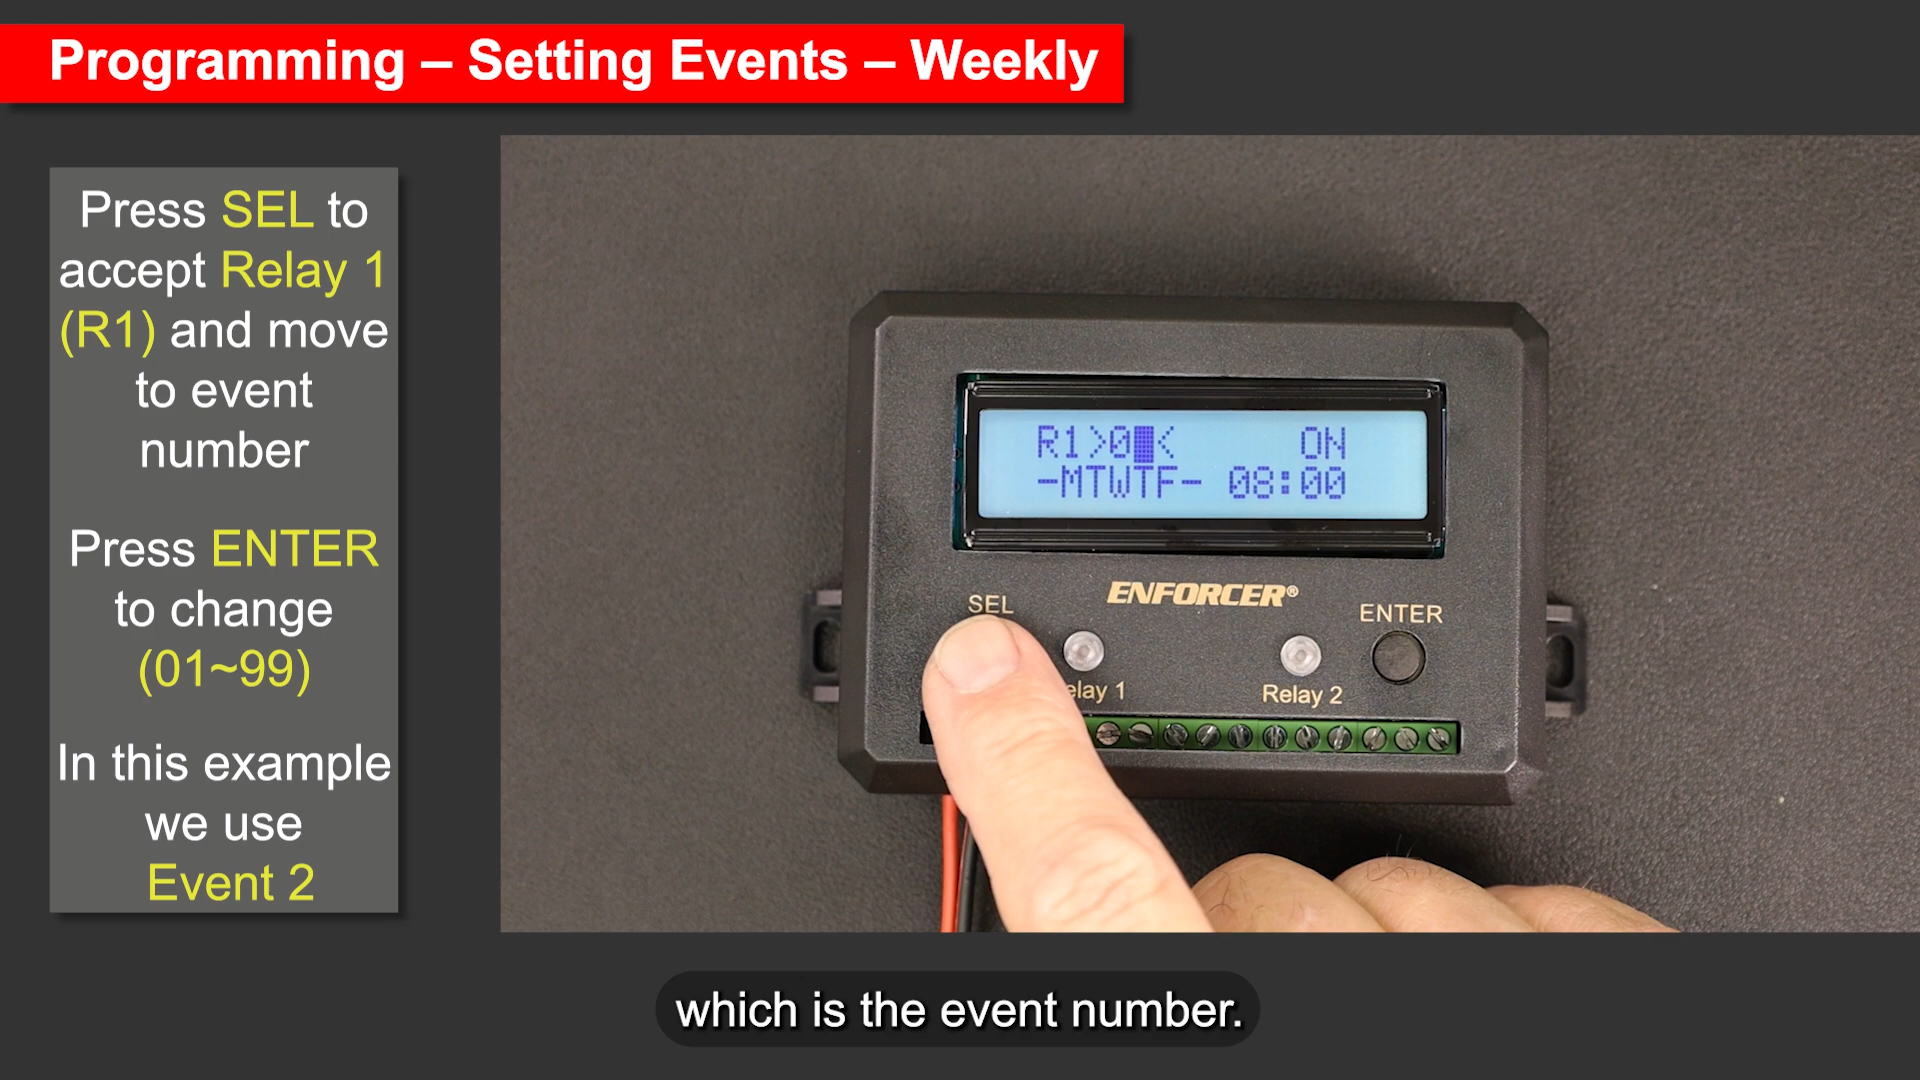 Programming – Setting Events – Weekly
Press SEL to
accept Relay 1
(R1) and move
to event
number
Press ENTER
to change
(01~99)
In this example
we use
Event 2
R1>0 < ON
-MTWTF- 08:00
ENFORCER®
SEL
ENTER
Relay 2
which is the event number.